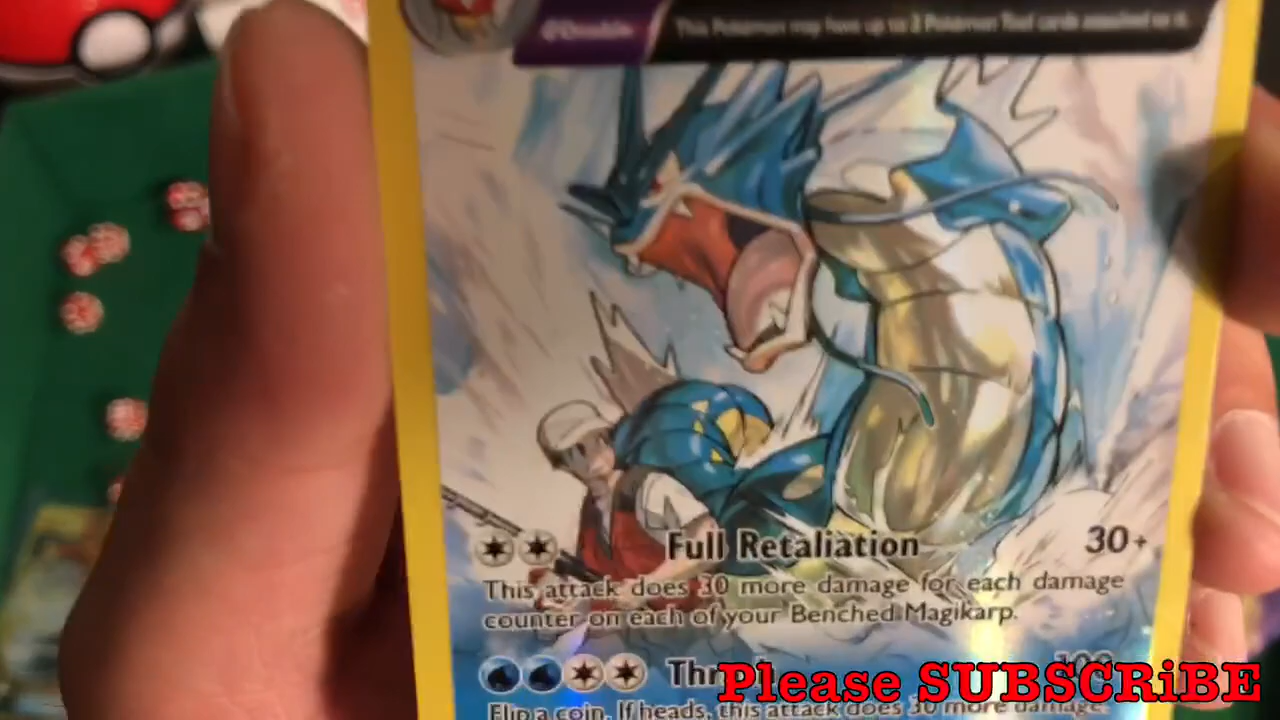 This Pokémon may have up to 2 Pokémon Tool cards attached to it.
Full Retaliation 30+
This attack does 30 more damage for each damage
counter on each of your Benched Magikarp.
100
Flip a coin. If heads, this attack does 30 more damage.
Please SUBSCRiBE